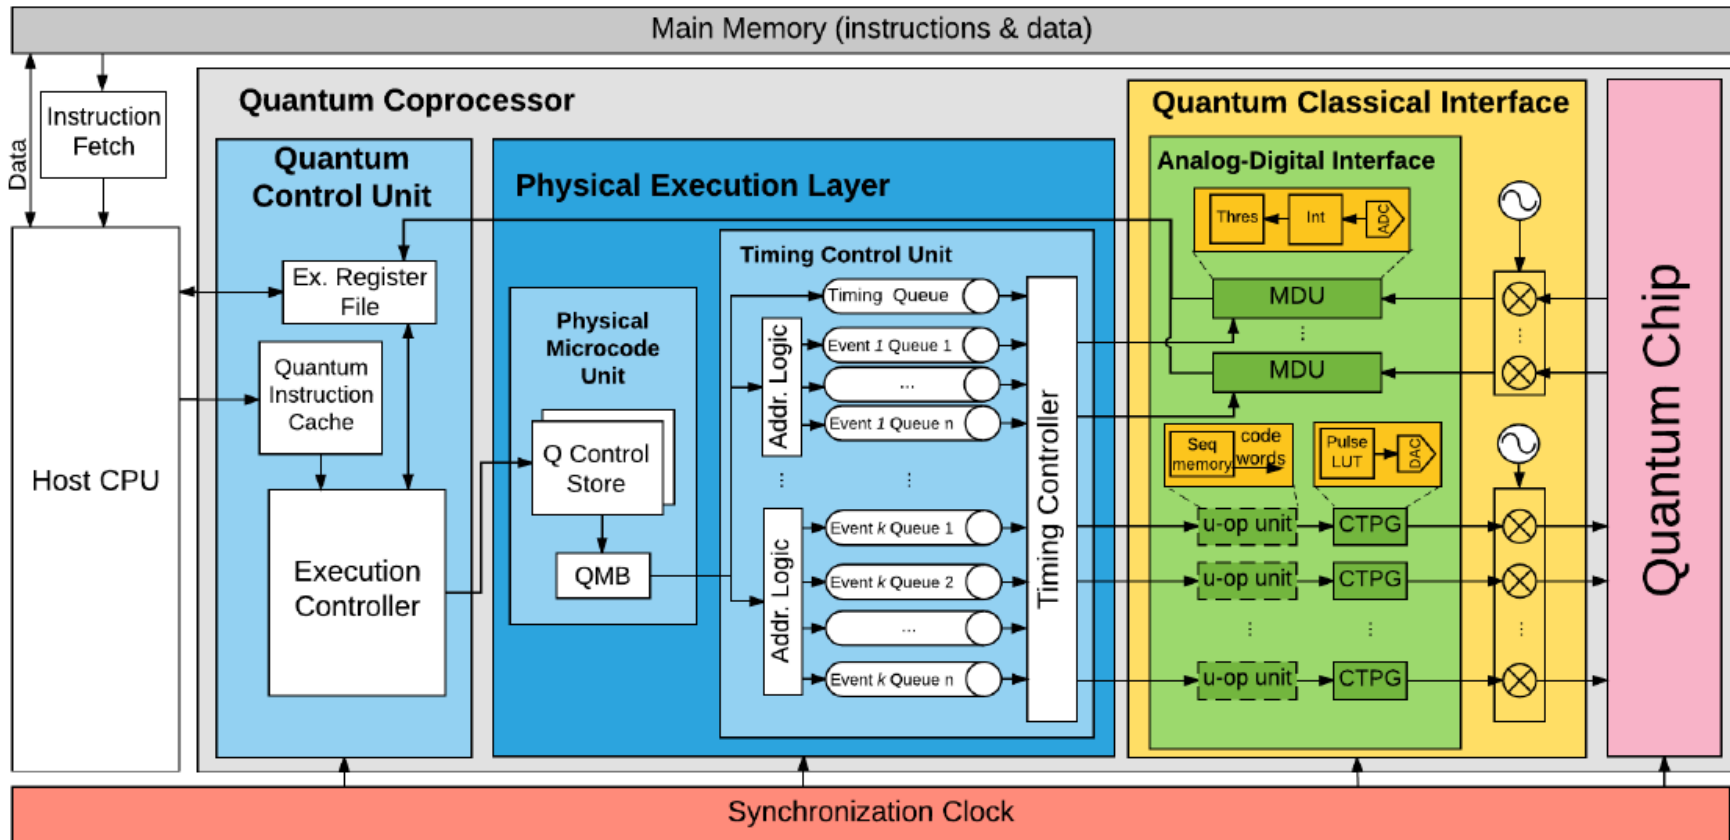 Main Memory (instructions & data)
Data
Instruction
Fetch
Host CPU
Quantum Coprocessor
Quantum
Control Unit
Ex. Register
File
Quantum
Instruction
Cache
Execution
Controller
Physical Execution Layer
Physical
Microcode
Unit
Q Control
Store
QMB
Timing Control Unit
Timing Queue
Addr. Logic
Event 1 Queue 1
...
Event 1 Queue n
...
...
Addr. Logic
Event k Queue 1
Event k Queue 2
...
Event k Queue n
Timing Controller
Quantum Classical Interface
Analog-Digital Interface
Thres
Int
ADC
MDU
...
MDU
...
Seq
memory
code
words
Pulse
LUT
DAC
u-op unit
CTPG
u-op unit
CTPG
...
...
...
u-op unit
CTPG
Quantum Chip
Synchronization Clock